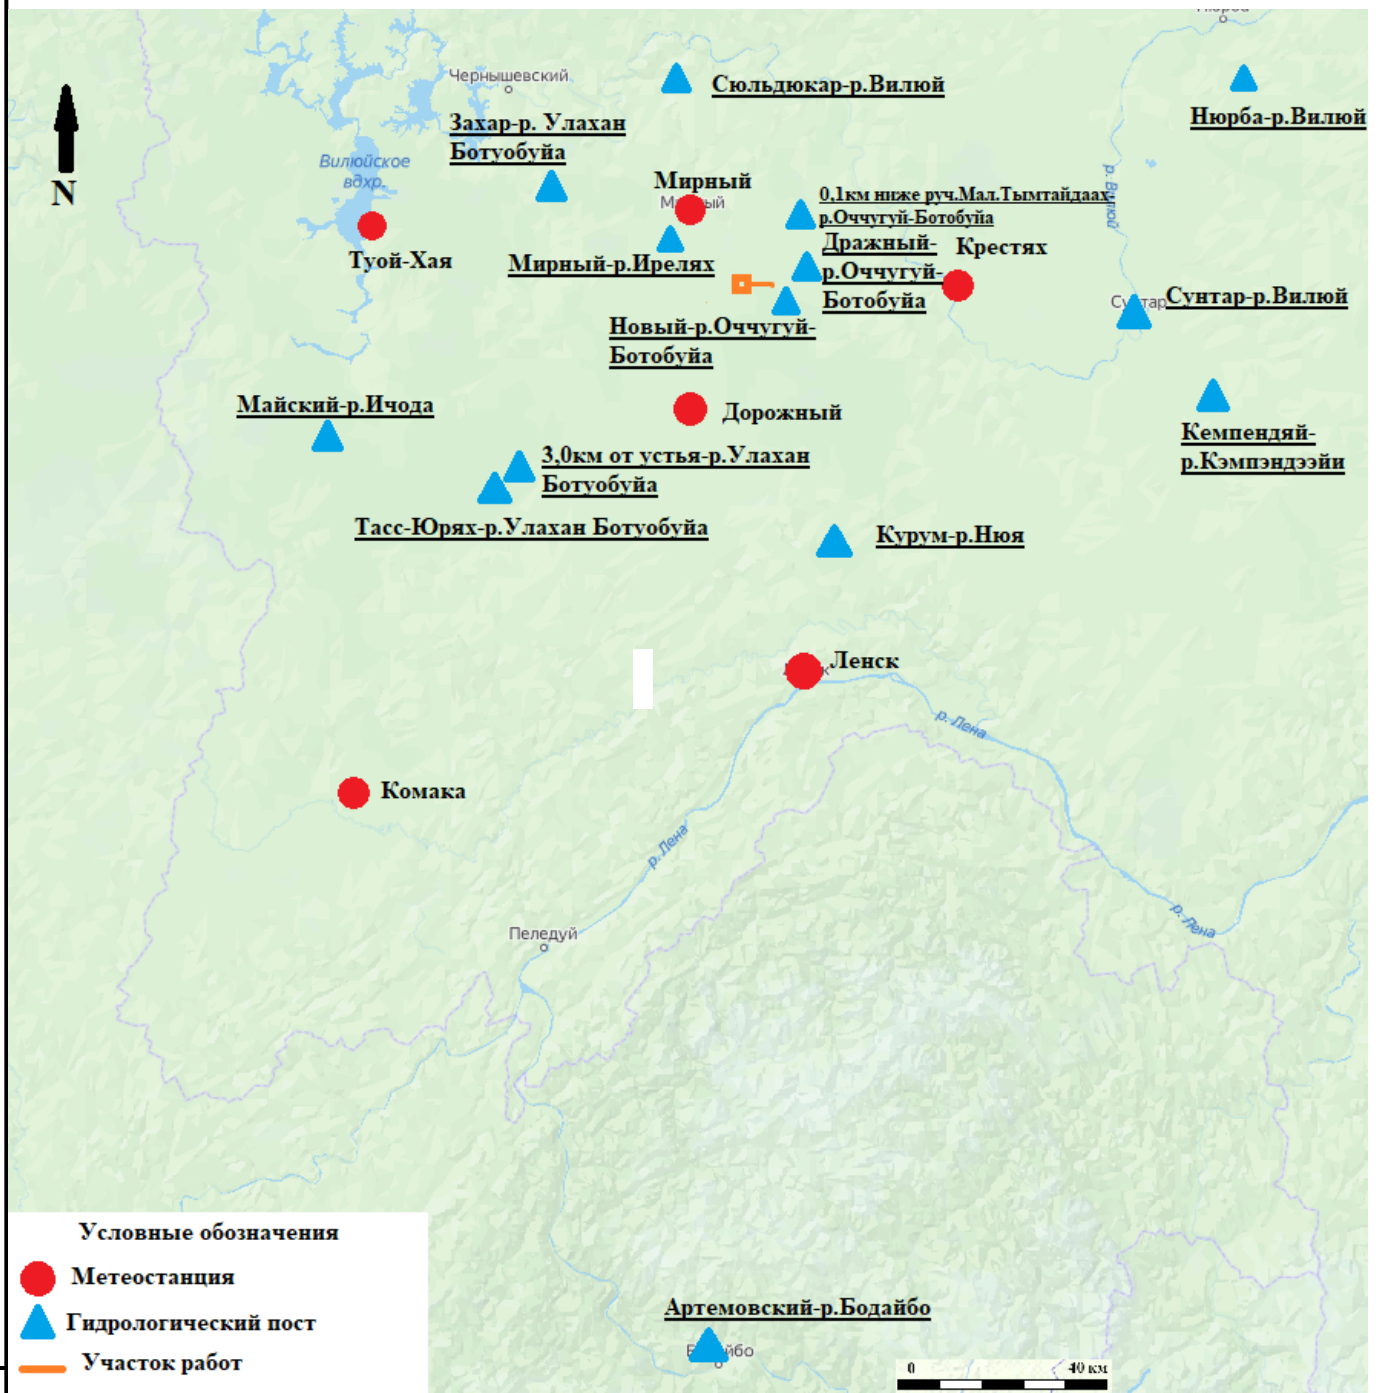 Чернышевский
Сюльдюкар-р.Вилюй
Нюрба-р.Вилюй
Захар-р. Улахан
Ботуобуйа
N
Вилюйское
вдхр.
Мирный
0,1км ниже руч.Мал.Тымтайдаах-
р.Оччугуй-Ботобуйа
р. Вилюй
Туой-Хая
Мирный-р.Ирелях
Дражный-
р.Оччугуй-
Ботобуйа
Крестях
Сунтар-р.Вилюй
Новый-р.Оччугуй-
Ботобуйа
Майский-р.Ичода
Дорожный
Кемпендяй-
р.Кэмпэндээйи
3,0км от устья-р.Улахан
Ботуобуйа
Тасс-Юрях-р.Улахан Ботуобуйа
Курум-р.Нюя
Ленск
р. Лена
Комака
р. Лена
р. Лена
Пеледуй
Условные обозначения
Метеостанция
Гидрологический пост
Участок работ
Артемовский-р.Бодайбо
0 40 км